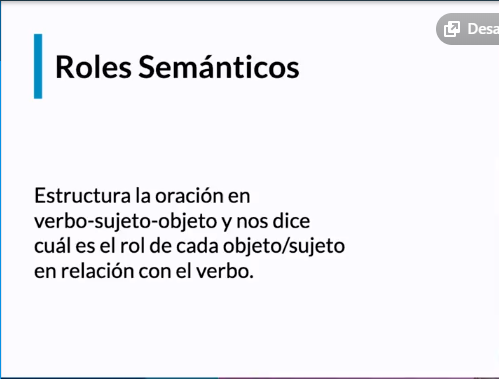 Desa
Roles Semánticos
Estructura la oración en
verbo-sujeto-objeto y nos dice
cuál es el rol de cada objeto/sujeto
en relación con el verbo.